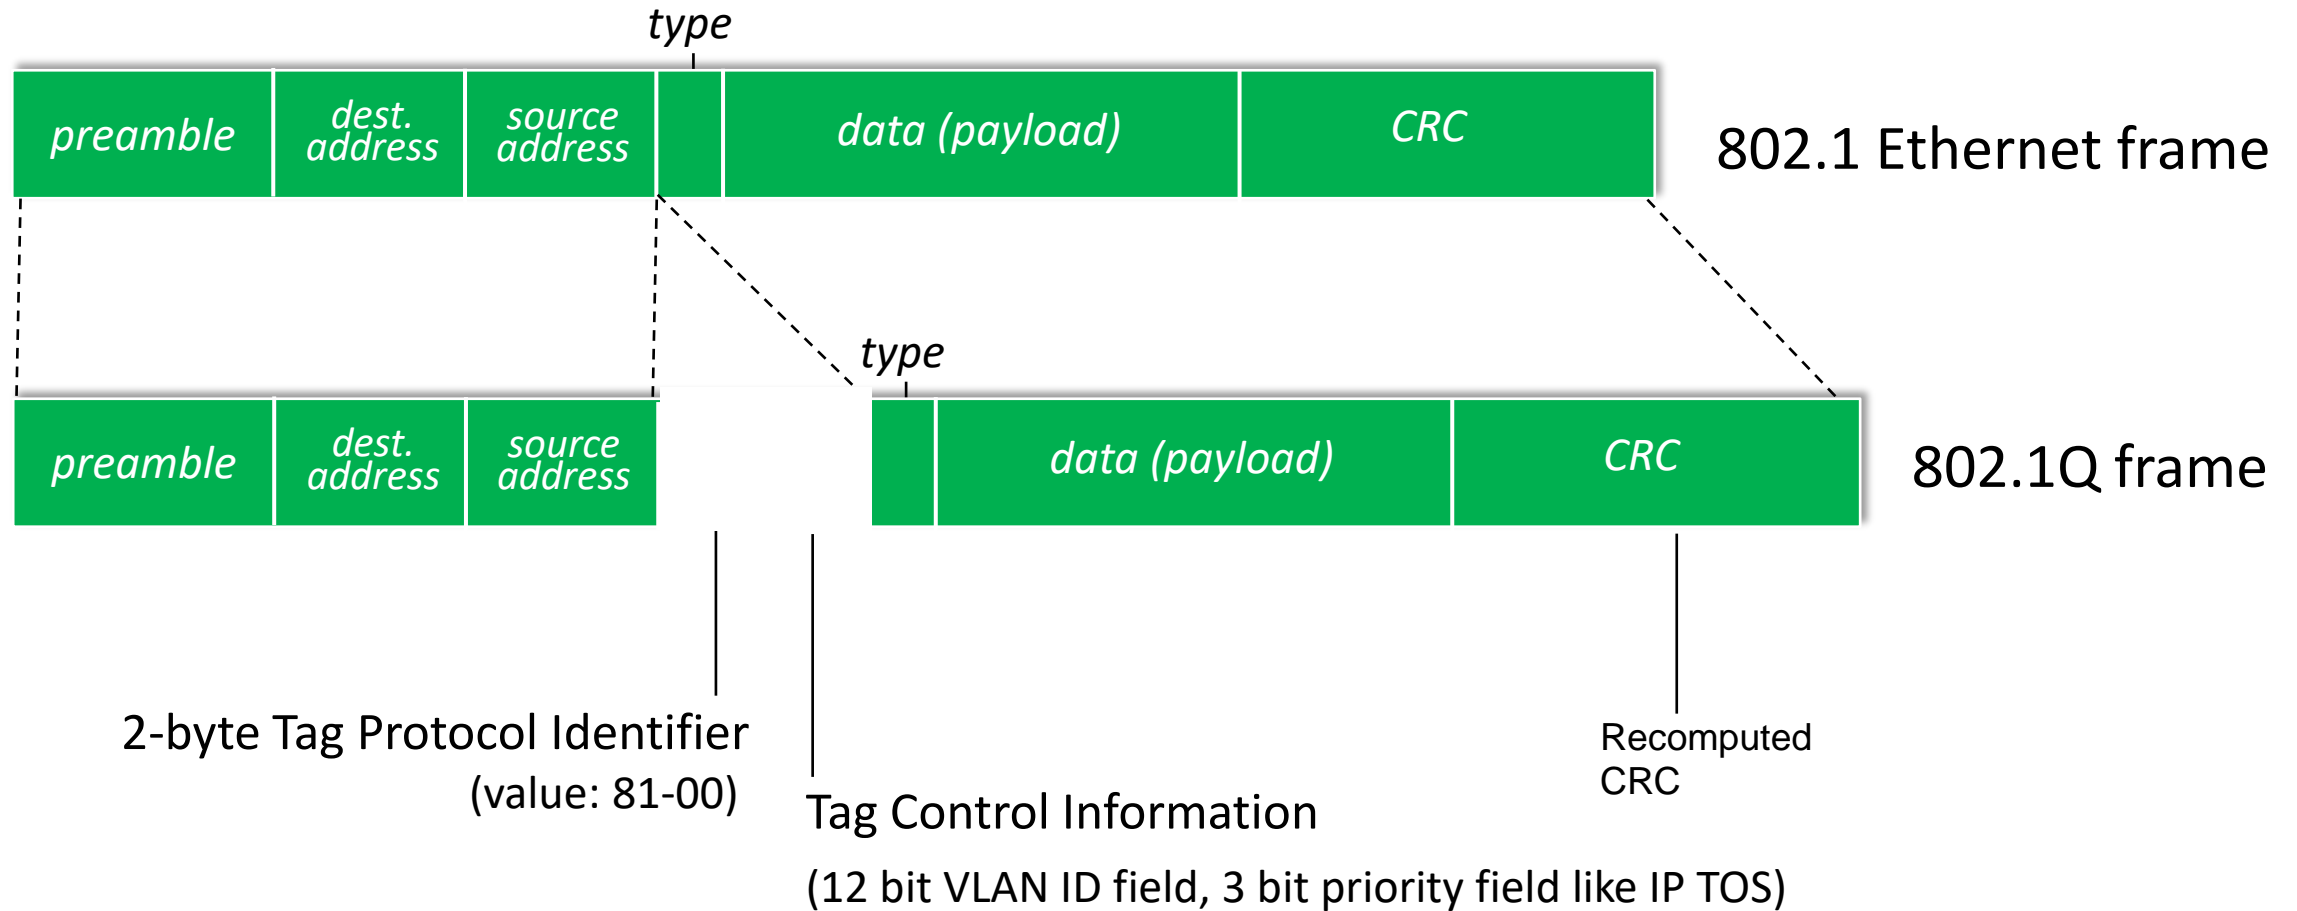 type
preamble
dest.
address
source
address
data (payload)
CRC
802.1 Ethernet frame
type
preamble
dest.
address
source
address
data (payload)
CRC
802.1Q frame
2-byte Tag Protocol Identifier
(value: 81-00)
Tag Control Information
(12 bit VLAN ID field, 3 bit priority field like IP TOS)
Recomputed
CRC